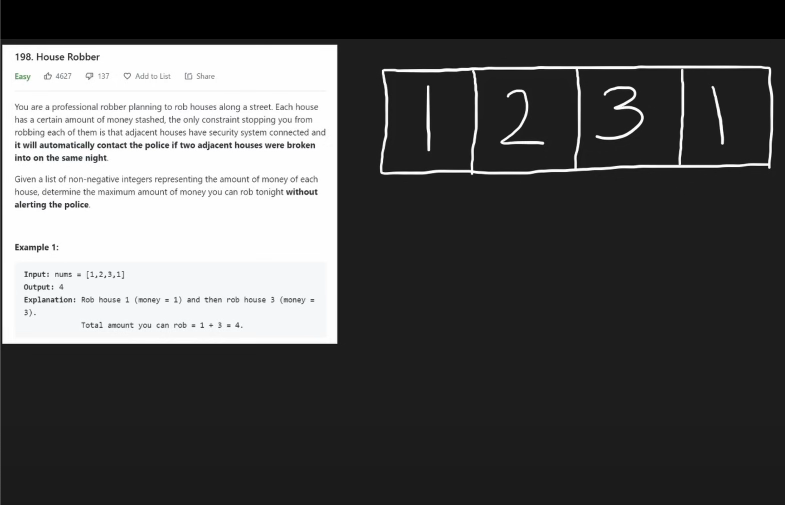 198. House Robber
Easy 4627 137 Add to List Share
You are a professional robber planning to rob houses along a street. Each house
has a certain amount of money stashed, the only constraint stopping you from
robbing each of them is that adjacent houses have security system connected and
it will automatically contact the police if two adjacent houses were broken
into on the same night.
Given a list of non-negative integers representing the amount of money of each
house, determine the maximum amount of money you can rob tonight without
alerting the police.
Example 1:
Input: nums = [1,2,3,1]
Output: 4
Explanation: Rob house 1 (money = 1) and then rob house 3 (money =
3).
Total amount you can rob = 1 + 3 = 4.
1 2 3 1